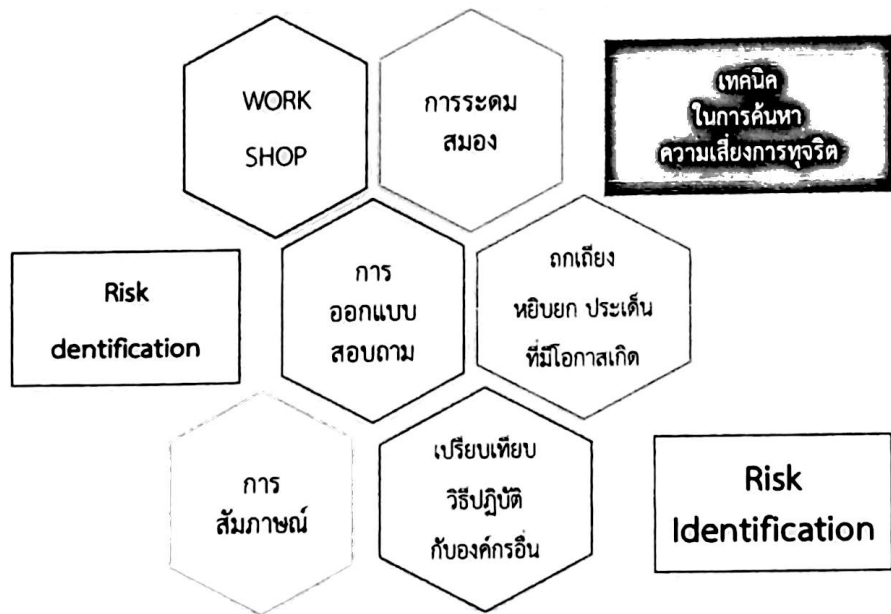 WORK
SHOP
การระดม
สมอง
เทคนิค
ในการค้นหา
ความเสี่ยงการทุจริต
Risk
dentification
การ
ออกแบบ
สอบถาม
ถกเถียง
หยิบยก ประเด็น
ที่มีโอกาสเกิด
การ
สัมภาษณ์
เปรียบเทียบ
วิธีปฏิบัติ
กับองค์กรอื่น
Risk
Identification